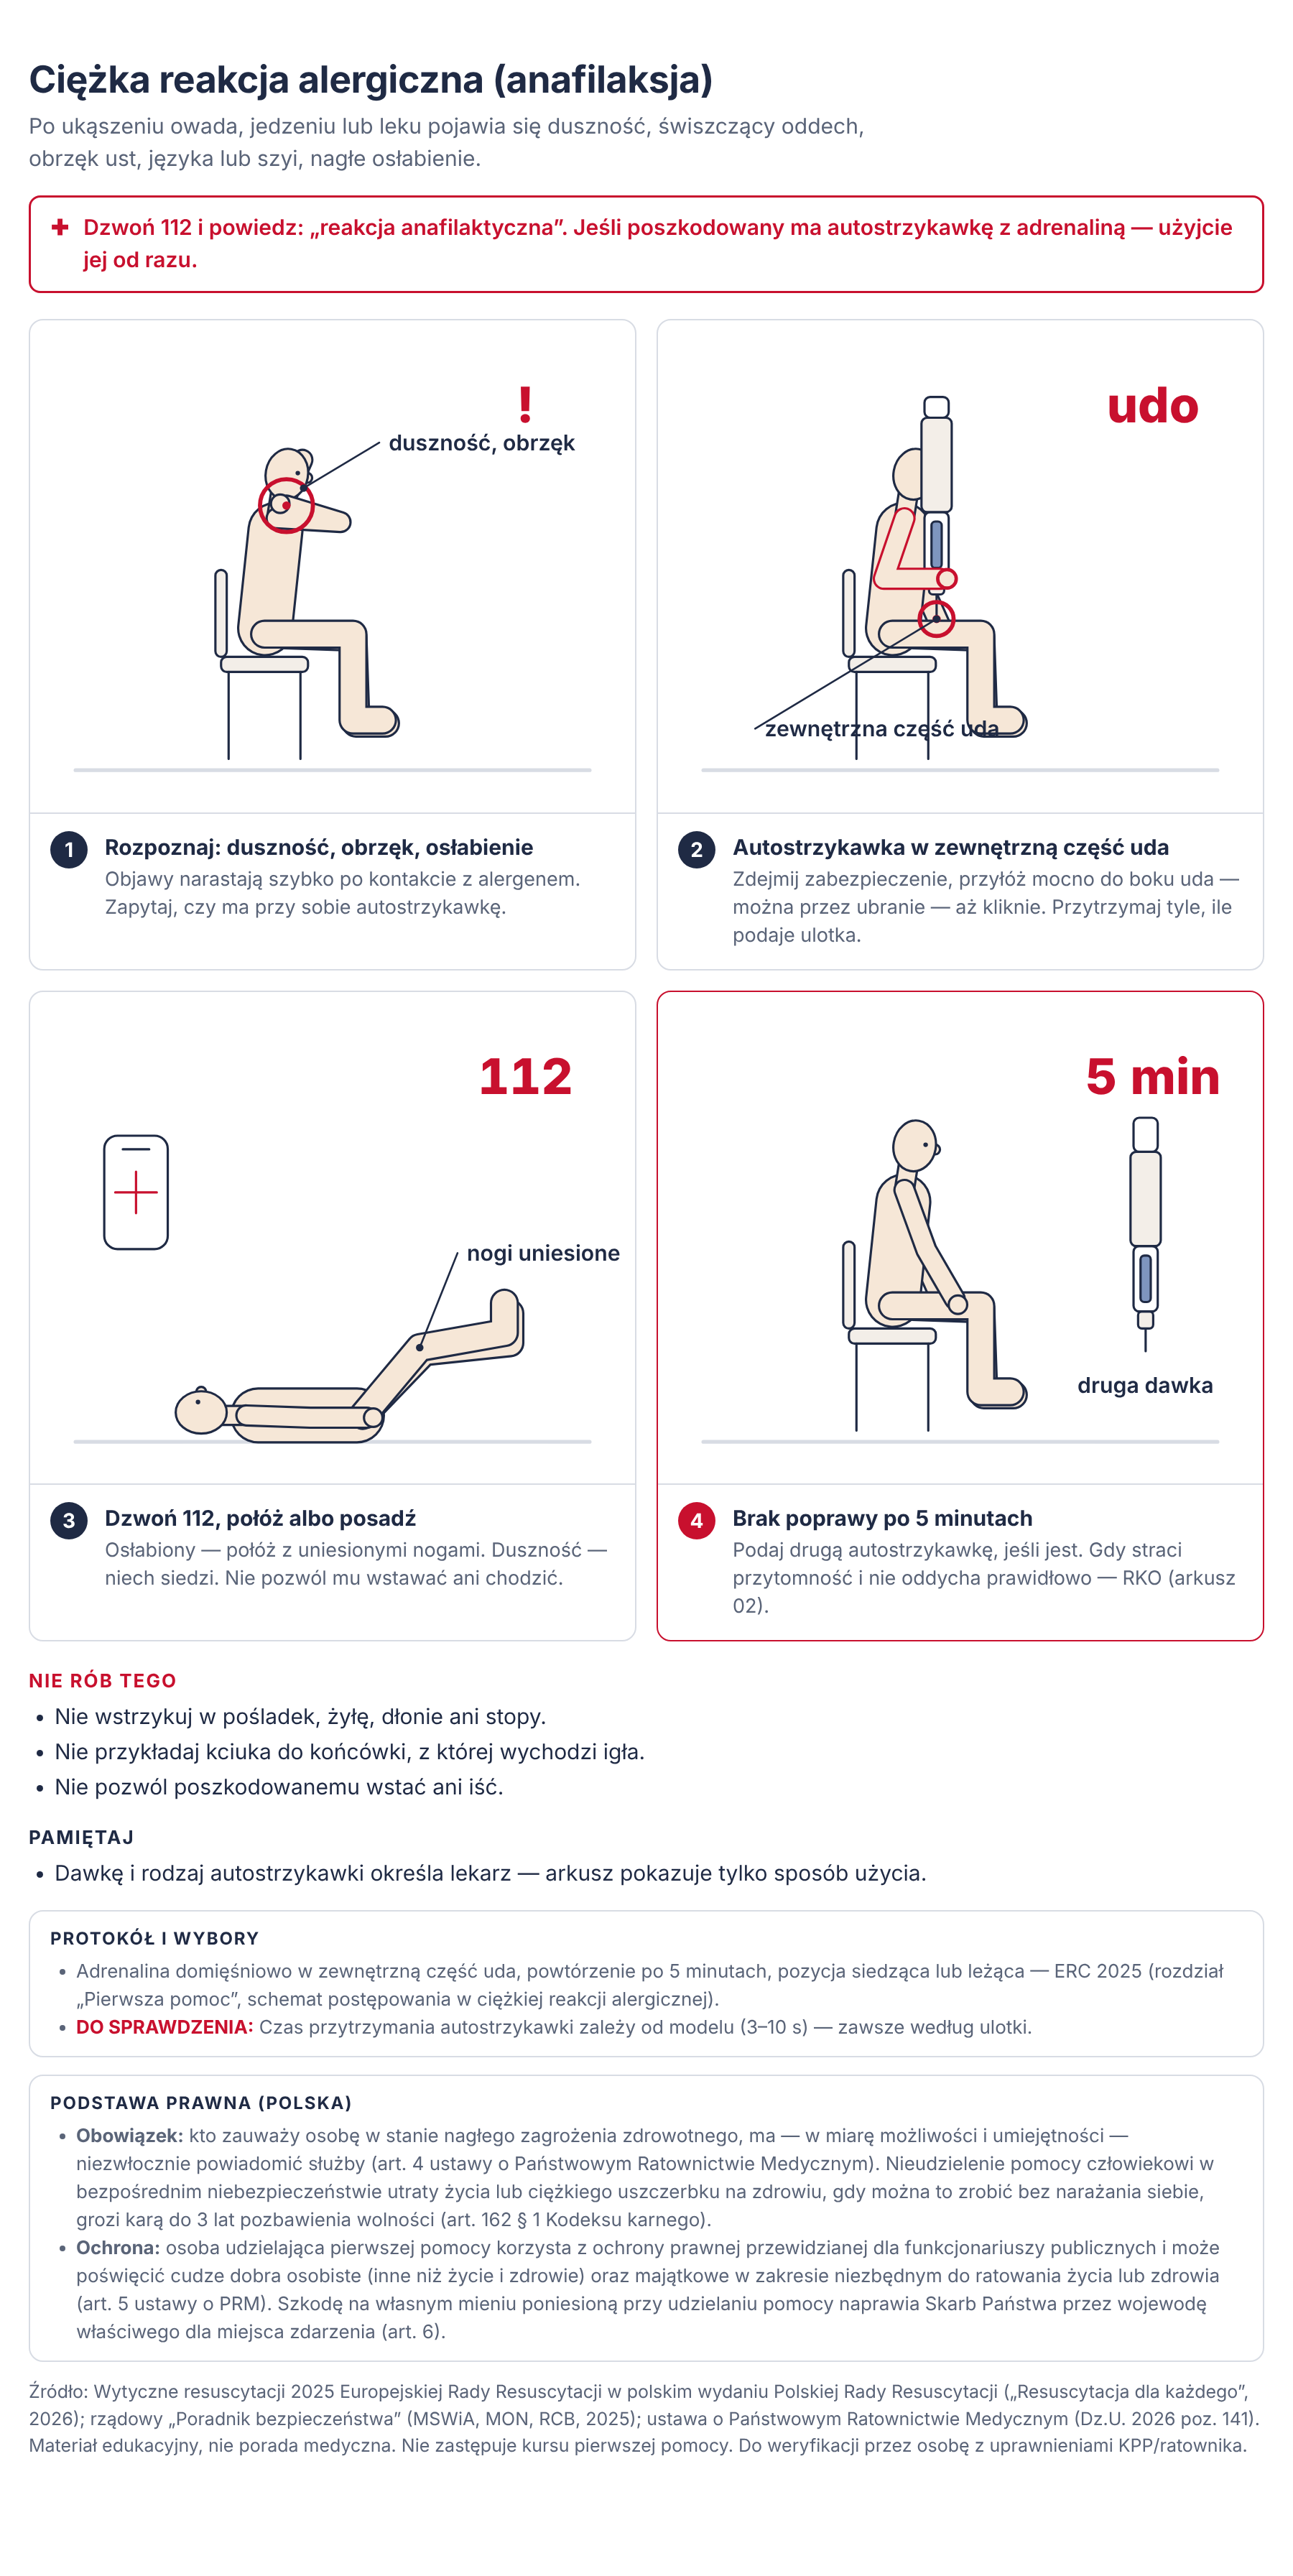 Ciężka reakcja alergiczna (anafilaksja)
Po ukąszeniu owada, jedzeniu lub leku pojawia się duszność, świszczący oddech,
obrzęk ust, języka lub szyi, nagłe osłabienie.
Dzwoń 112 i powiedz: „reakcja anafilaktyczna”. Jeśli poszkodowany ma autostrzykawkę z adrenaliną — użyjcie
jej od razu.
!
duszność, obrzęk
1
Rozpoznaj: duszność, obrzęk, osłabienie
Objawy narastają szybko po kontakcie z alergenem.
Zapytaj, czy ma przy sobie autostrzykawkę.
udo
zewnętrzna część uda
2
Autostrzykawka w zewnętrzną część uda
Zdejmij zabezpieczenie, przyłóż mocno do boku uda —
można przez ubranie — aż kliknie. Przytrzymaj tyle, ile
podaje ulotka.
112
nogi uniesione
3
Dzwoń 112, połóż albo posadź
Osłabiony — połóż z uniesionymi nogami. Duszność —
niech siedzi. Nie pozwól mu wstawać ani chodzić.
5 min
druga dawka
4
Brak poprawy po 5 minutach
Podaj drugą autostrzykawkę, jeśli jest. Gdy straci
przytomność i nie oddycha prawidłowo — RKO (arkusz
02).
NIE RÓB TEGO
• Nie wstrzykuj w pośladek, żyłę, dłonie ani stopy.
• Nie przykładaj kciuka do końcówki, z której wychodzi igła.
• Nie pozwól poszkodowanemu wstać ani iść.
PAMIĘTAJ
• Dawkę i rodzaj autostrzykawki określa lekarz — arkusz pokazuje tylko sposób użycia.
PROTOKÓŁ I WYBORY
• Adrenalina domięśniowo w zewnętrzną część uda, powtórzenie po 5 minutach, pozycja siedząca lub leżąca — ERC 2025 (rozdział
„Pierwsza pomoc”, schemat postępowania w ciężkiej reakcji alergicznej).
• DO SPRAWDZENIA: Czas przytrzymania autostrzykawki zależy od modelu (3–10 s) — zawsze według ulotki.
PODSTAWA PRAWNA (POLSKA)
• Obowiązek: kto zauważy osobę w stanie nagłego zagrożenia zdrowotnego, ma — w miarę możliwości i umiejętności —
niezwłocznie powiadomić służby (art. 4 ustawy o Państwowym Ratownictwie Medycznym). Nieudzielenie pomocy człowiekowi w
bezpośrednim niebezpieczeństwie utraty życia lub ciężkiego uszczerbku na zdrowiu, gdy można to zrobić bez narażania siebie,
grozi karą do 3 lat pozbawienia wolności (art. 162 § 1 Kodeksu karnego).
• Ochrona: osoba udzielająca pierwszej pomocy korzysta z ochrony prawnej przewidzianej dla funkcjonariuszy publicznych i może
poświęcić cudze dobra osobiste (inne niż życie i zdrowie) oraz majątkowe w zakresie niezbędnym do ratowania życia lub zdrowia
(art. 5 ustawy o PRM). Szkodę na własnym mieniu poniesioną przy udzielaniu pomocy naprawia Skarb Państwa przez wojewodę
właściwego dla miejsca zdarzenia (art. 6).
Źródło: Wytyczne resuscytacji 2025 Europejskiej Rady Resuscytacji w polskim wydaniu Polskiej Rady Resuscytacji („Resuscytacja dla każdego”,
2026); rządowy „Poradnik bezpieczeństwa” (MSWiA, MON, RCB, 2025); ustawa o Państwowym Ratownictwie Medycznym (Dz.U. 2026 poz. 141).
Materiał edukacyjny, nie porada medyczna. Nie zastępuje kursu pierwszej pomocy. Do weryfikacji przez osobę z uprawnieniami KPP/ratownika.